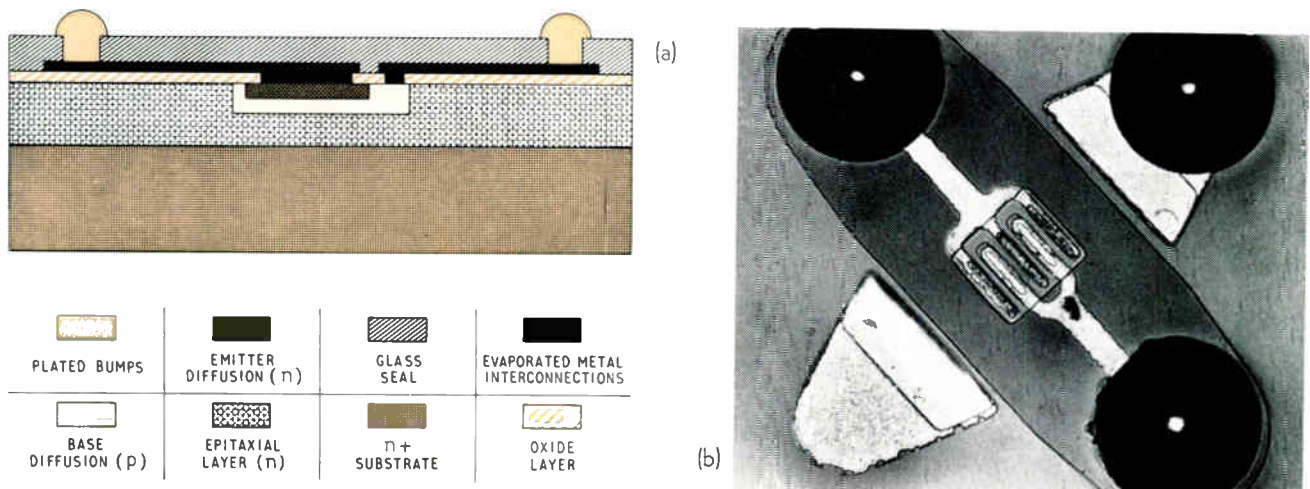 (a)
PLATED BUMPS
EMITTER
DIFFUSION (n)
GLASS
SEAL
EVAPORATED METAL
INTERCONNECTIONS
BASE
DIFFUSION (p)
EPITAXIAL
LAYER (n)
n+
SUBSTRATE
OXIDE
LAYER
(b)